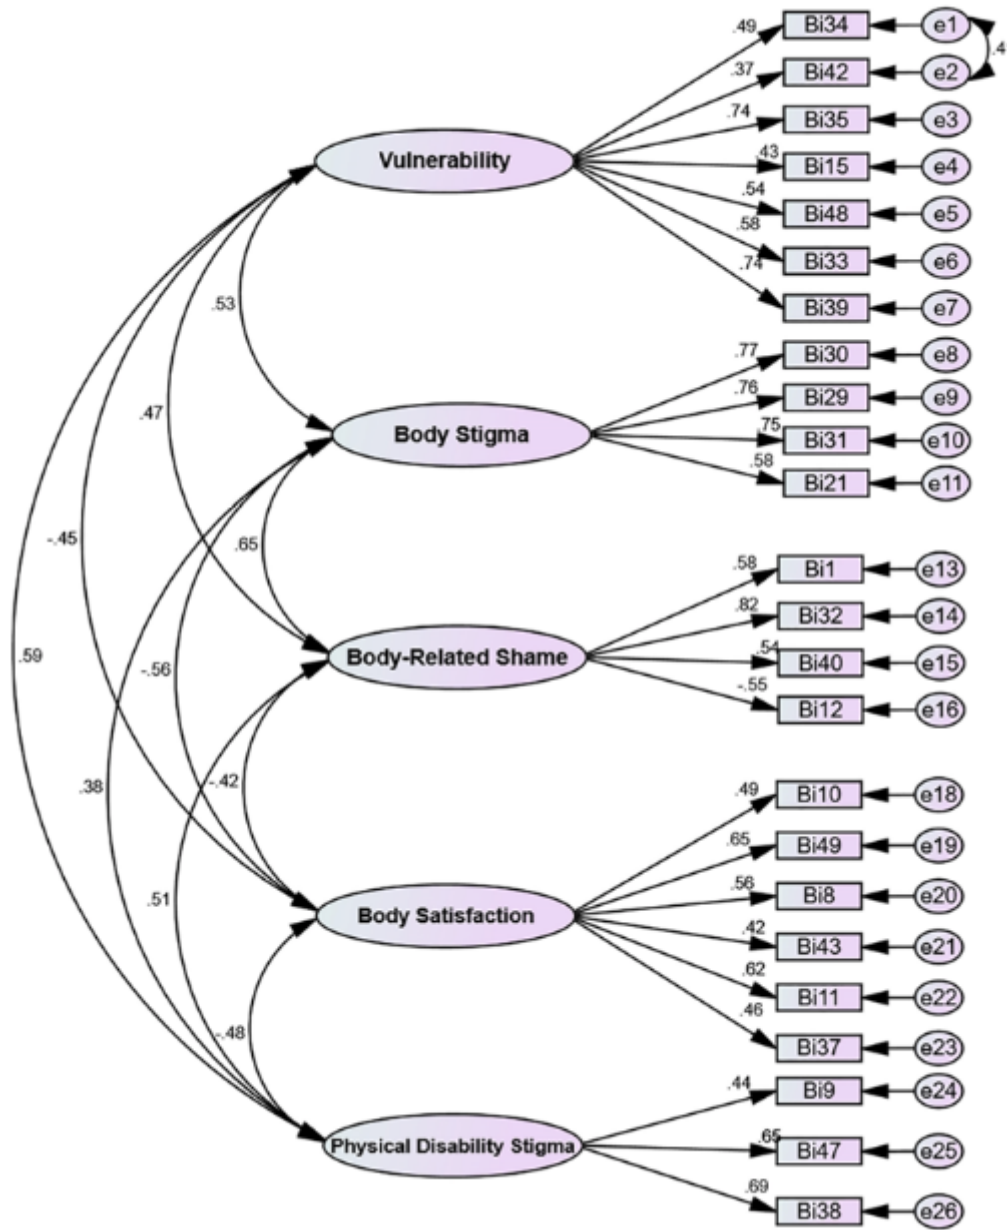 .49 Bi34 e1
.4
.37 Bi42 e2
.74 Bi35 e3
Vulnerability
.43 Bi15 e4
.54 Bi48 e5
.58 Bi33 e6
.74 Bi39 e7
.53
.77 Bi30 e8
.76 Bi29 e9
.47
Body Stigma
.75 Bi31 e10
.58 Bi21 e11
-.45
.65
.58 Bi1 e13
.82 Bi32 e14
.59
-.56
Body-Related Shame
.54 Bi40 e15
-.55 Bi12 e16
.38
-.42
.49 Bi10 e18
.65 Bi49 e19
.51
.56 Bi8 e20
Body Satisfaction
.42 Bi43 e21
.62 Bi11 e22
.46 Bi37 e23
-.48
.44 Bi9 e24
Physical Disability Stigma
.65 Bi47 e25
.69 Bi38 e26